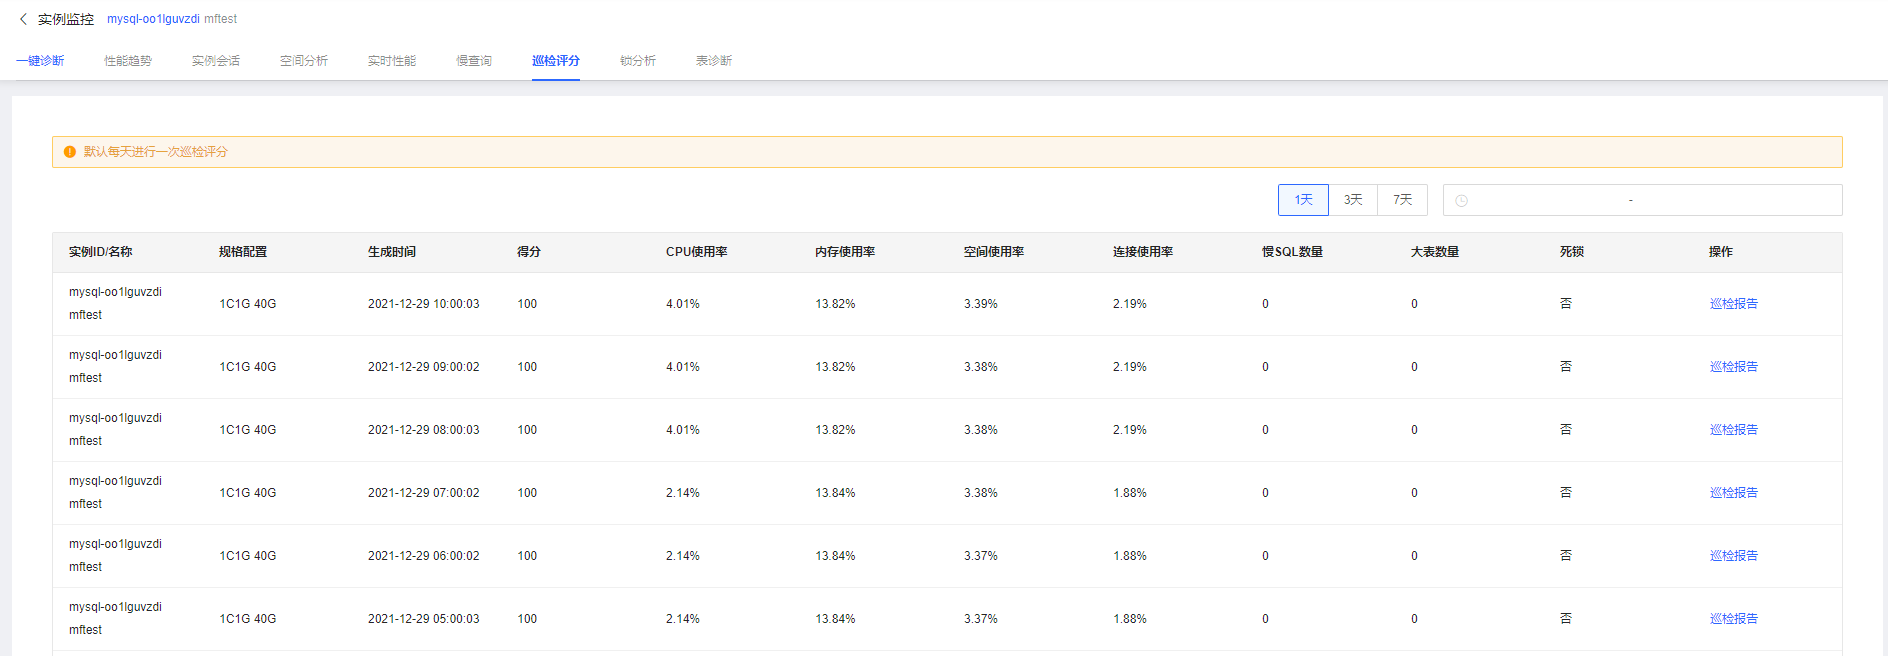 实例监控 mysql-oo1lguvzdi mftest
一键诊断 性能趋势 实例会话 空间分析 实时性能 慢查询 巡检评分 锁分析 表诊断
默认每天进行一次巡检评分
1天 3天 7天 -
实例ID/名称 规格配置 生成时间 得分 CPU使用率 内存使用率 空间使用率 连接使用率 慢SQL数量 大表数量 死锁 操作
mysql-oo1lguvzdi
mftest
1C1G 40G 2021-12-29 10:00:03 100 4.01% 13.82% 3.39% 2.19% 0 0 否 巡检报告
mysql-oo1lguvzdi
mftest
1C1G 40G 2021-12-29 09:00:02 100 4.01% 13.82% 3.38% 2.19% 0 0 否 巡检报告
mysql-oo1lguvzdi
mftest
1C1G 40G 2021-12-29 08:00:03 100 4.01% 13.82% 3.38% 2.19% 0 0 否 巡检报告
mysql-oo1lguvzdi
mftest
1C1G 40G 2021-12-29 07:00:02 100 2.14% 13.84% 3.38% 1.88% 0 0 否 巡检报告
mysql-oo1lguvzdi
mftest
1C1G 40G 2021-12-29 06:00:02 100 2.14% 13.84% 3.37% 1.88% 0 0 否 巡检报告
mysql-oo1lguvzdi
mftest
1C1G 40G 2021-12-29 05:00:03 100 2.14% 13.84% 3.37% 1.88% 0 0 否 巡检报告